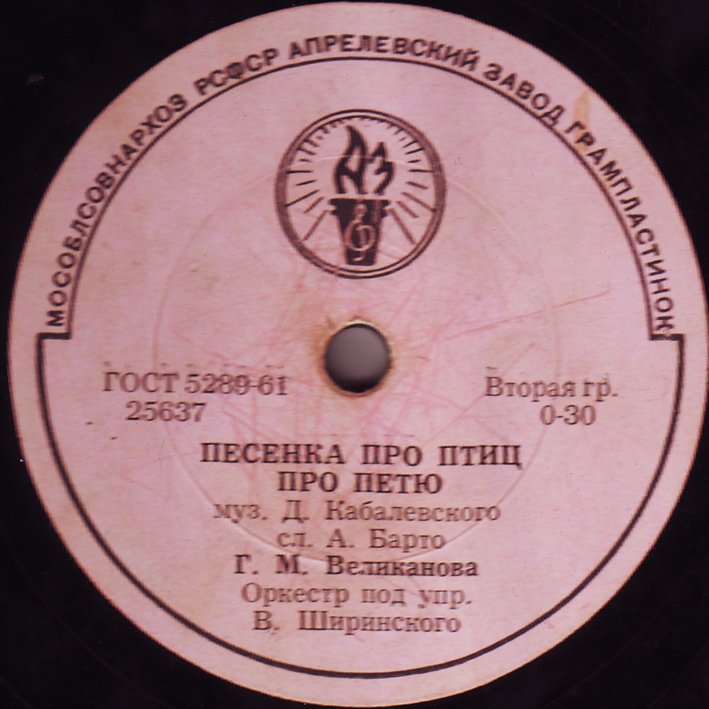 МОСОБЛСОВНАРХОЗ РСФСР АПРЕЛЕВСКИЙ ЗАВОД ГРАМПЛАСТИНОК
АЗ
ГОСТ 5289-61
25637
Вторая гр.
0-30
ПЕСЕНКА ПРО ПТИЦ
ПРО ПЕТЮ
муз. Д. Кабалевского
сл. А. Барто
Г. М. Великанова
Оркестр под упр.
В. Ширинского